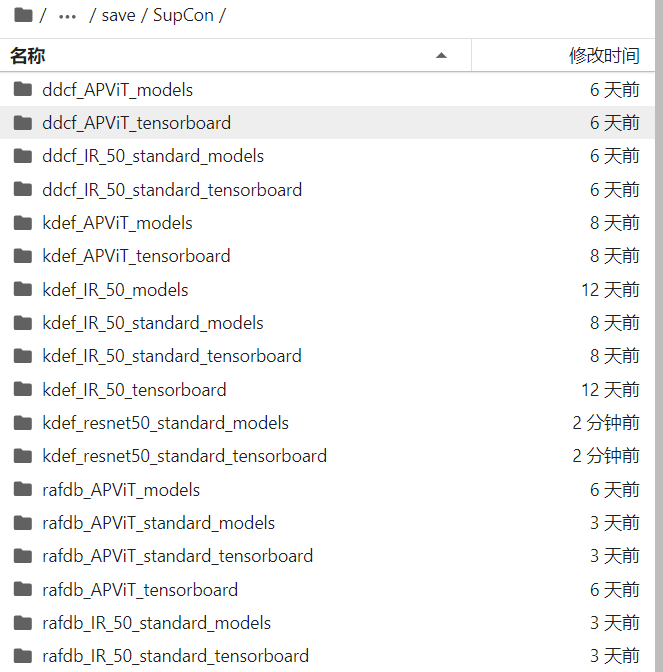 / ... / save / SupCon /
名称 修改时间
ddcf_APViT_models 6 天前
ddcf_APViT_tensorboard 6 天前
ddcf_IR_50_standard_models 6 天前
ddcf_IR_50_standard_tensorboard 6 天前
kdef_APViT_models 8 天前
kdef_APViT_tensorboard 8 天前
kdef_IR_50_models 12 天前
kdef_IR_50_standard_models 8 天前
kdef_IR_50_standard_tensorboard 8 天前
kdef_IR_50_tensorboard 12 天前
kdef_resnet50_standard_models 2 分钟前
kdef_resnet50_standard_tensorboard 2 分钟前
rafdb_APViT_models 6 天前
rafdb_APViT_standard_models 3 天前
rafdb_APViT_standard_tensorboard 3 天前
rafdb_APViT_tensorboard 6 天前
rafdb_IR_50_standard_models 3 天前
rafdb_IR_50_standard_tensorboard 3 天前